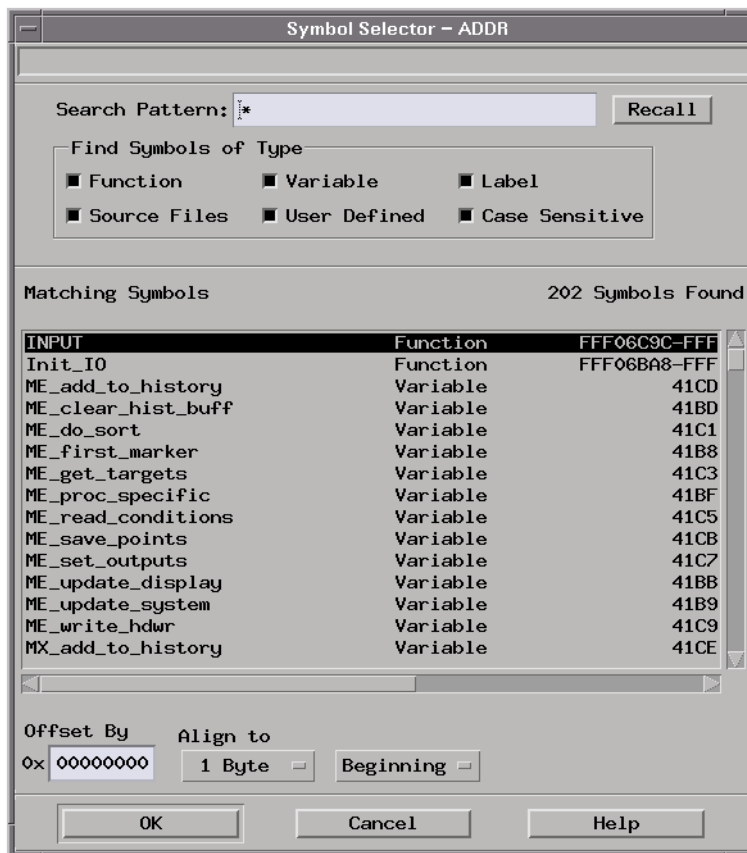 Symbol Selector – ADDR
Search Pattern: * Recall
Find Symbols of Type
Function Variable Label
Source Files User Defined Case Sensitive
Matching Symbols 202 Symbols Found
INPUT Function FFF06C9C-FFF
Init_IO Function FFF06BA8-FFF
ME_add_to_history Variable 41CD
ME_clear_hist_buff Variable 41BD
ME_do_sort Variable 41C1
ME_first_marker Variable 41B8
ME_get_targets Variable 41C3
ME_proc_specific Variable 41BF
ME_read_conditions Variable 41C5
ME_save_points Variable 41CB
ME_set_outputs Variable 41C7
ME_update_display Variable 41BB
ME_update_system Variable 41B9
ME_write_hdwr Variable 41C9
MX_add_to_history Variable 41CE
Offset By Align to
0x 00000000 1 Byte Beginning
OK Cancel Help